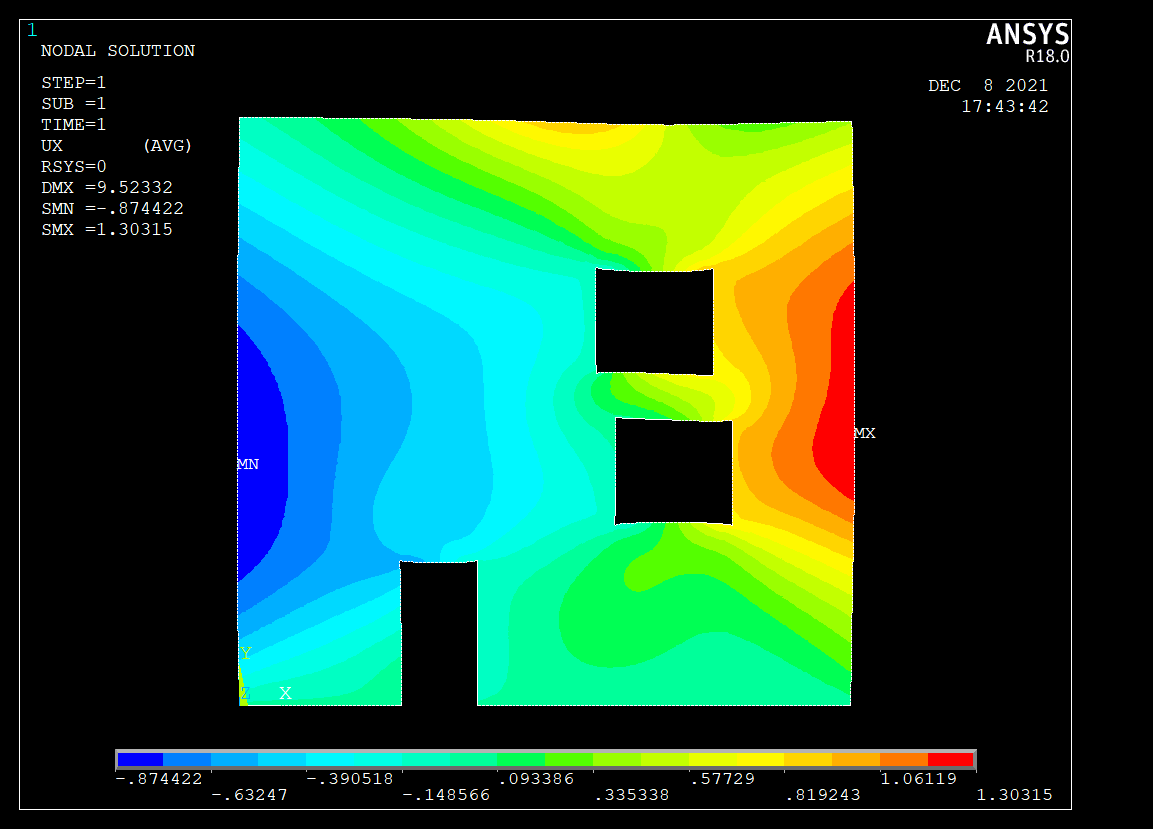 1
ANSYS
R18.0
NODAL SOLUTION
STEP=1
SUB =1
TIME=1
UX (AVG)
RSYS=0
DMX =9.52332
SMN =-.874422
SMX =1.30315
DEC 8 2021
17:43:42
MX
MN
Y
Z X
-.874422 -.390518 .093386 .57729 1.06119
-.63247 -.148566 .335338 .819243 1.30315